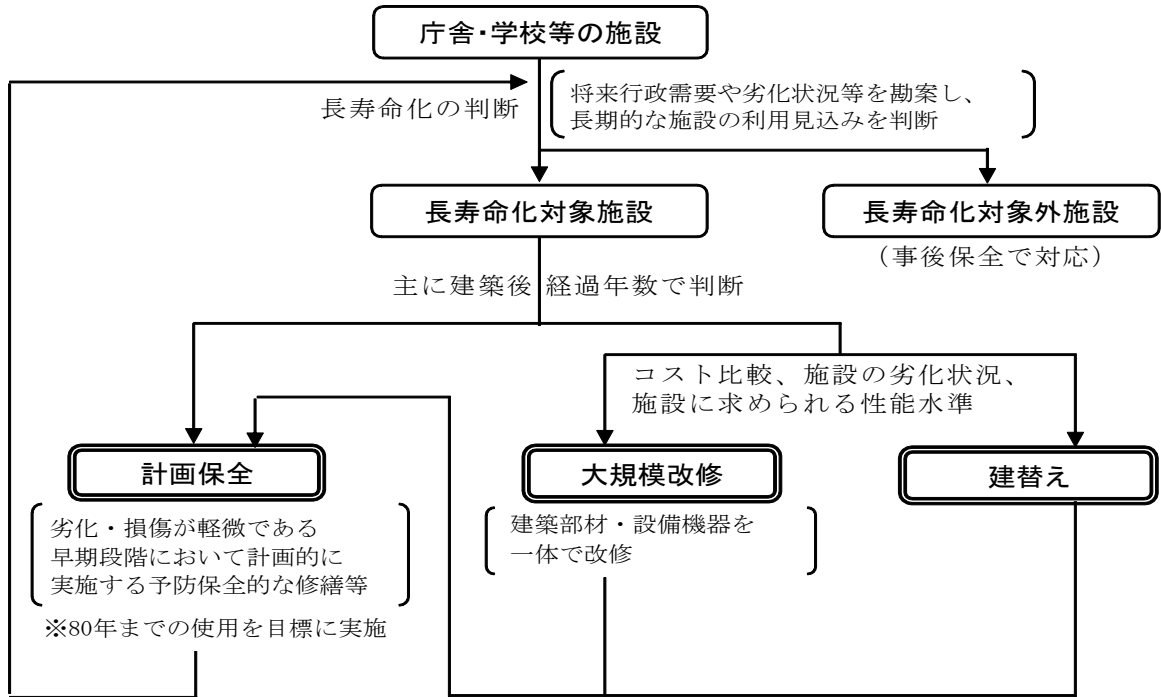 庁舎・学校等の施設
長寿命化の判断
将来行政需要や劣化状況等を勘案し、
長期的な施設の利用見込みを判断
長寿命化対象施設
長寿命化対象外施設
（事後保全で対応）
主に建築後経過年数で判断
コスト比較、施設の劣化状況、
施設に求められる性能水準
計画保全
大規模改修
建替え
劣化・損傷が軽微である
早期段階において計画的に
実施する予防保全的な修繕等
建築部材・設備機器を
一体で改修
※80年までの使用を目標に実施